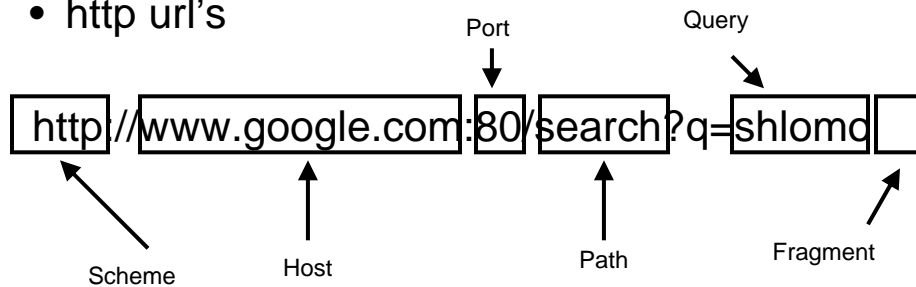 • http url's
Port
Query
http://www.google.com:80/search?q=shlomo
Scheme
Host
Path
Fragment